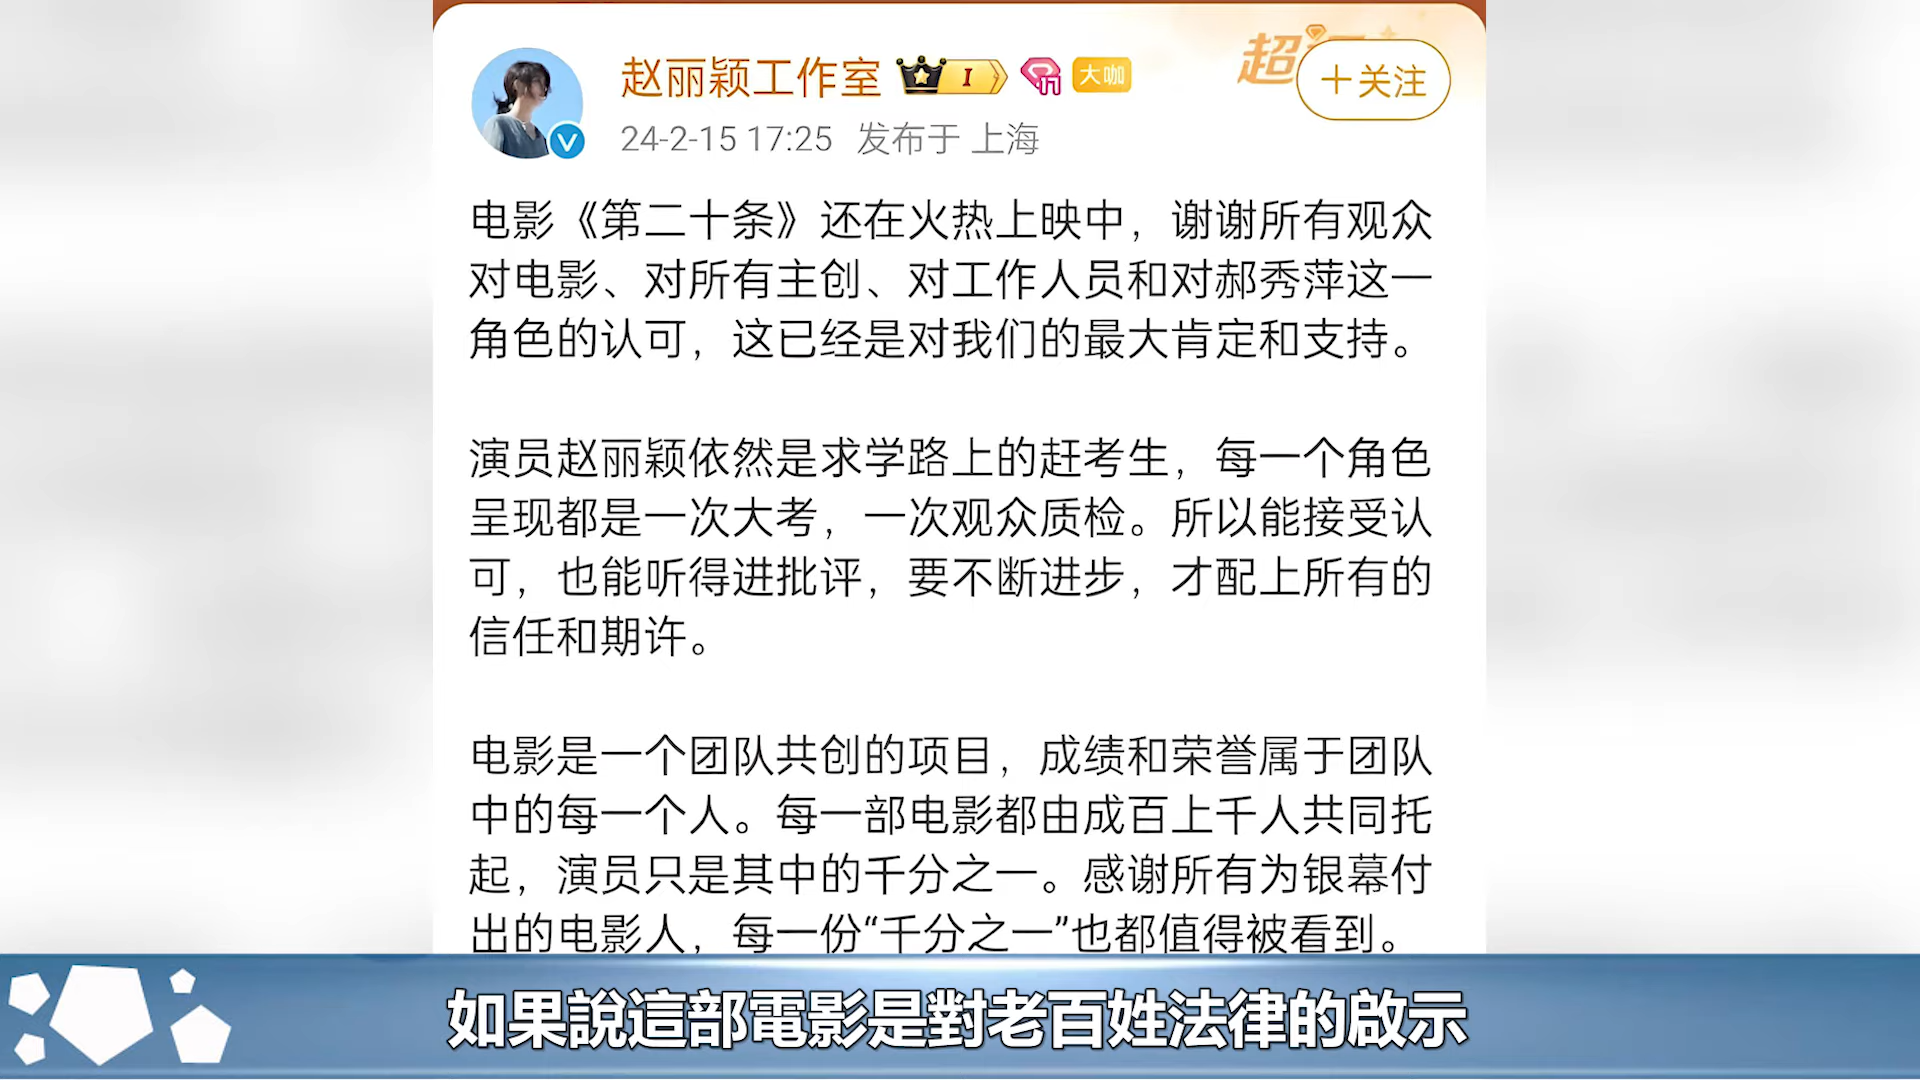 赵丽颖工作室 I 大咖
超
十关注
24-2-15 17:25 发布于 上海
电影《第二十条》还在火热上映中，谢谢所有观众
对电影、对所有主创、对工作人员和对郝秀萍这一
角色的认可，这已经是对我们的最大肯定和支持。
演员赵丽颖依然是求学路上的赶考生，每一个角色
呈现都是一次大考，一次观众质检。所以能接受认
可，也能听得进批评，要不断进步，才配上所有的
信任和期许。
电影是一个团队共创的项目，成绩和荣誉属于团队
中的每一个人。每一部电影都由成百上千人共同托
起，演员只是其中的千分之一。感谢所有为银幕付
出的电影人，每一份“千分之一”也都值得被看到。
如果說這部電影是對老百姓法律的啟示